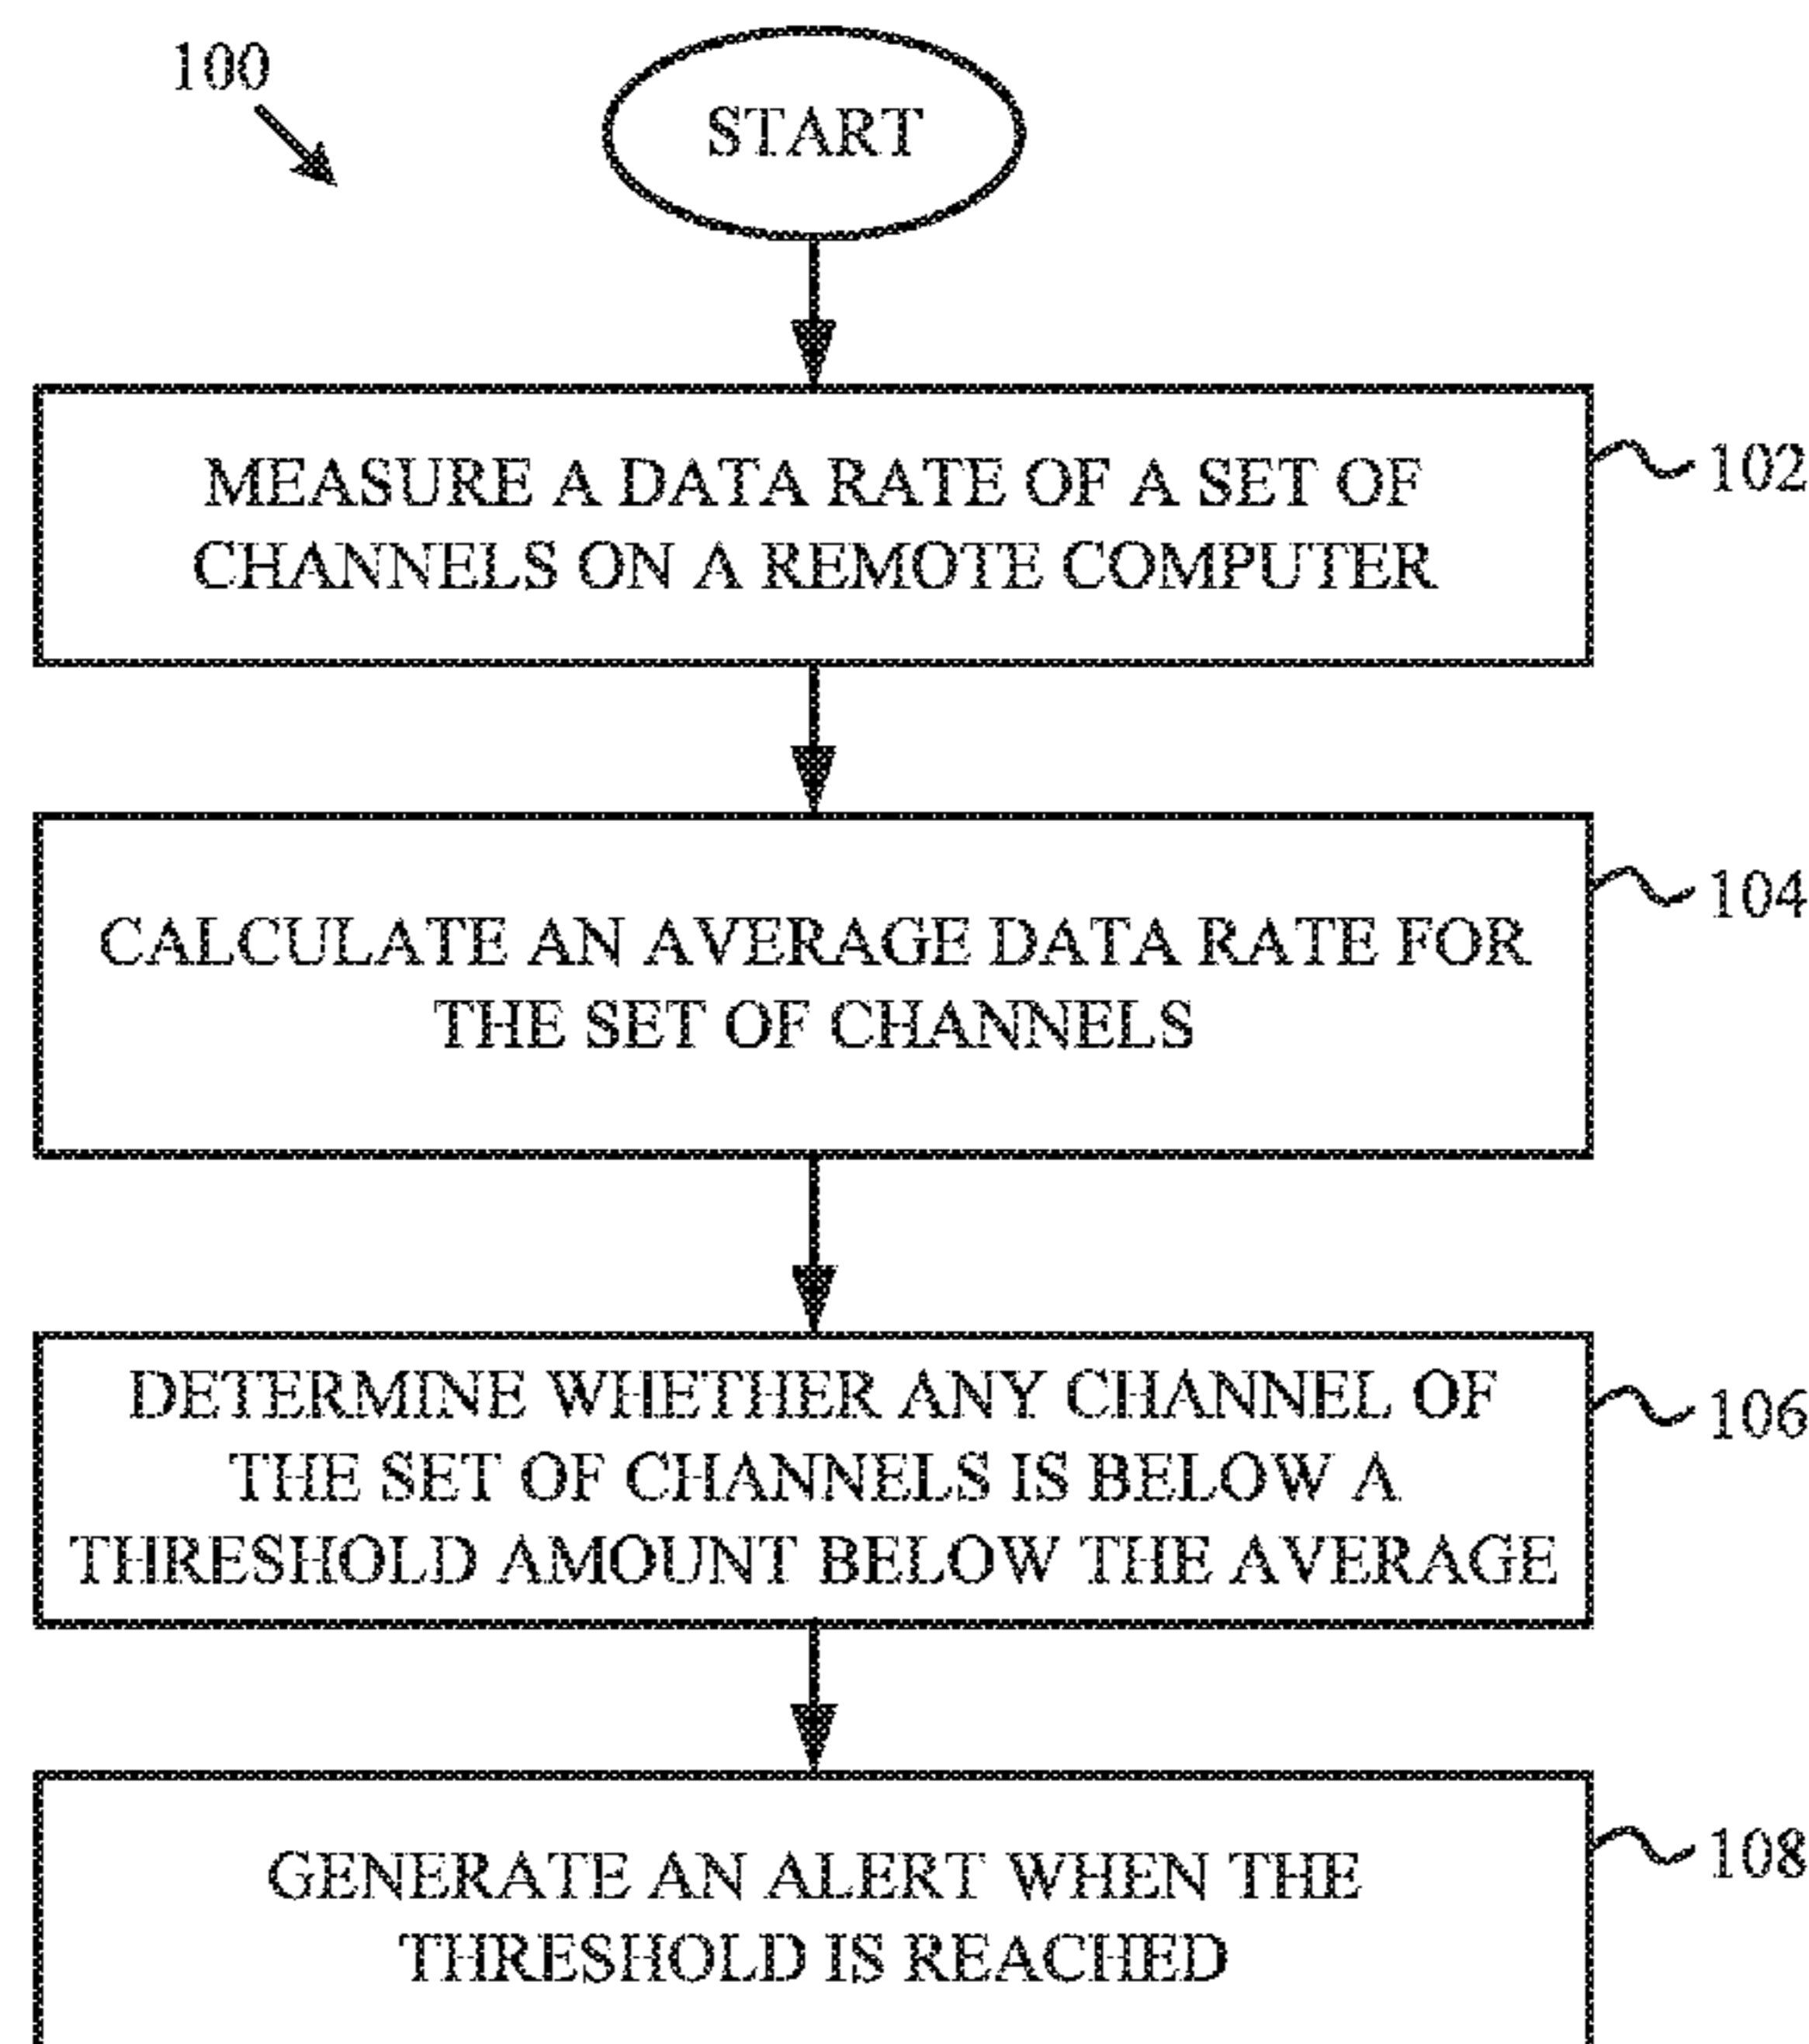 100
START
MEASURE A DATA RATE OF A SET OF
CHANNELS ON A REMOTE COMPUTER
102
CALCULATE AN AVERAGE DATA RATE FOR
THE SET OF CHANNELS
104
DETERMINE WHETHER ANY CHANNEL OF
THE SET OF CHANNELS IS BELOW A
THRESHOLD AMOUNT BELOW THE AVERAGE
106
GENERATE AN ALERT WHEN THE
THRESHOLD IS REACHED
108